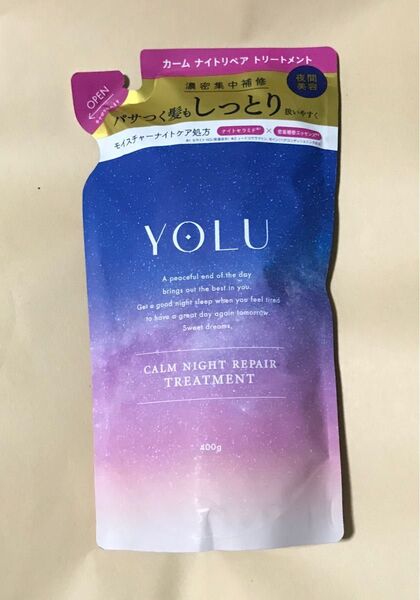 カーム ナイトリペア トリートメント
OPEN
濃密集中補修
夜間
美容
パサつく髪もしっとり扱いやすく
モイスチャーナイトケア処方
ナイトセラミド
×
YOLU
A peaceful end of the day
brings out the best in you.
Get a good night sleep when you feel tired
to have a great day again tomorrow.
Sweet dreams,
CALM NIGHT REPAIR
TREATMENT
400g